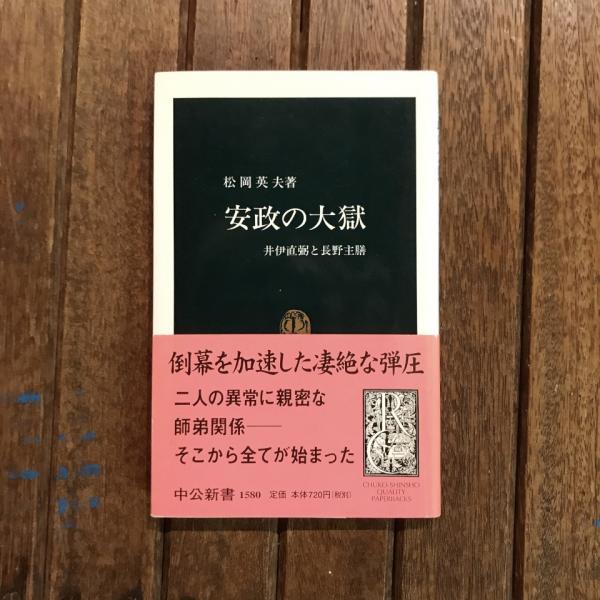 松岡英夫著
安政の大獄
井伊直弼と長野主膳
倒幕を加速した凄絶な弾圧
二人の異常に親密な
師弟関係――
そこから全てが始まった
中公新書 1580 定価 本体720円(税別)
R
C
CHUKO-SHINSHO
QUALITY
PAPERBACKS